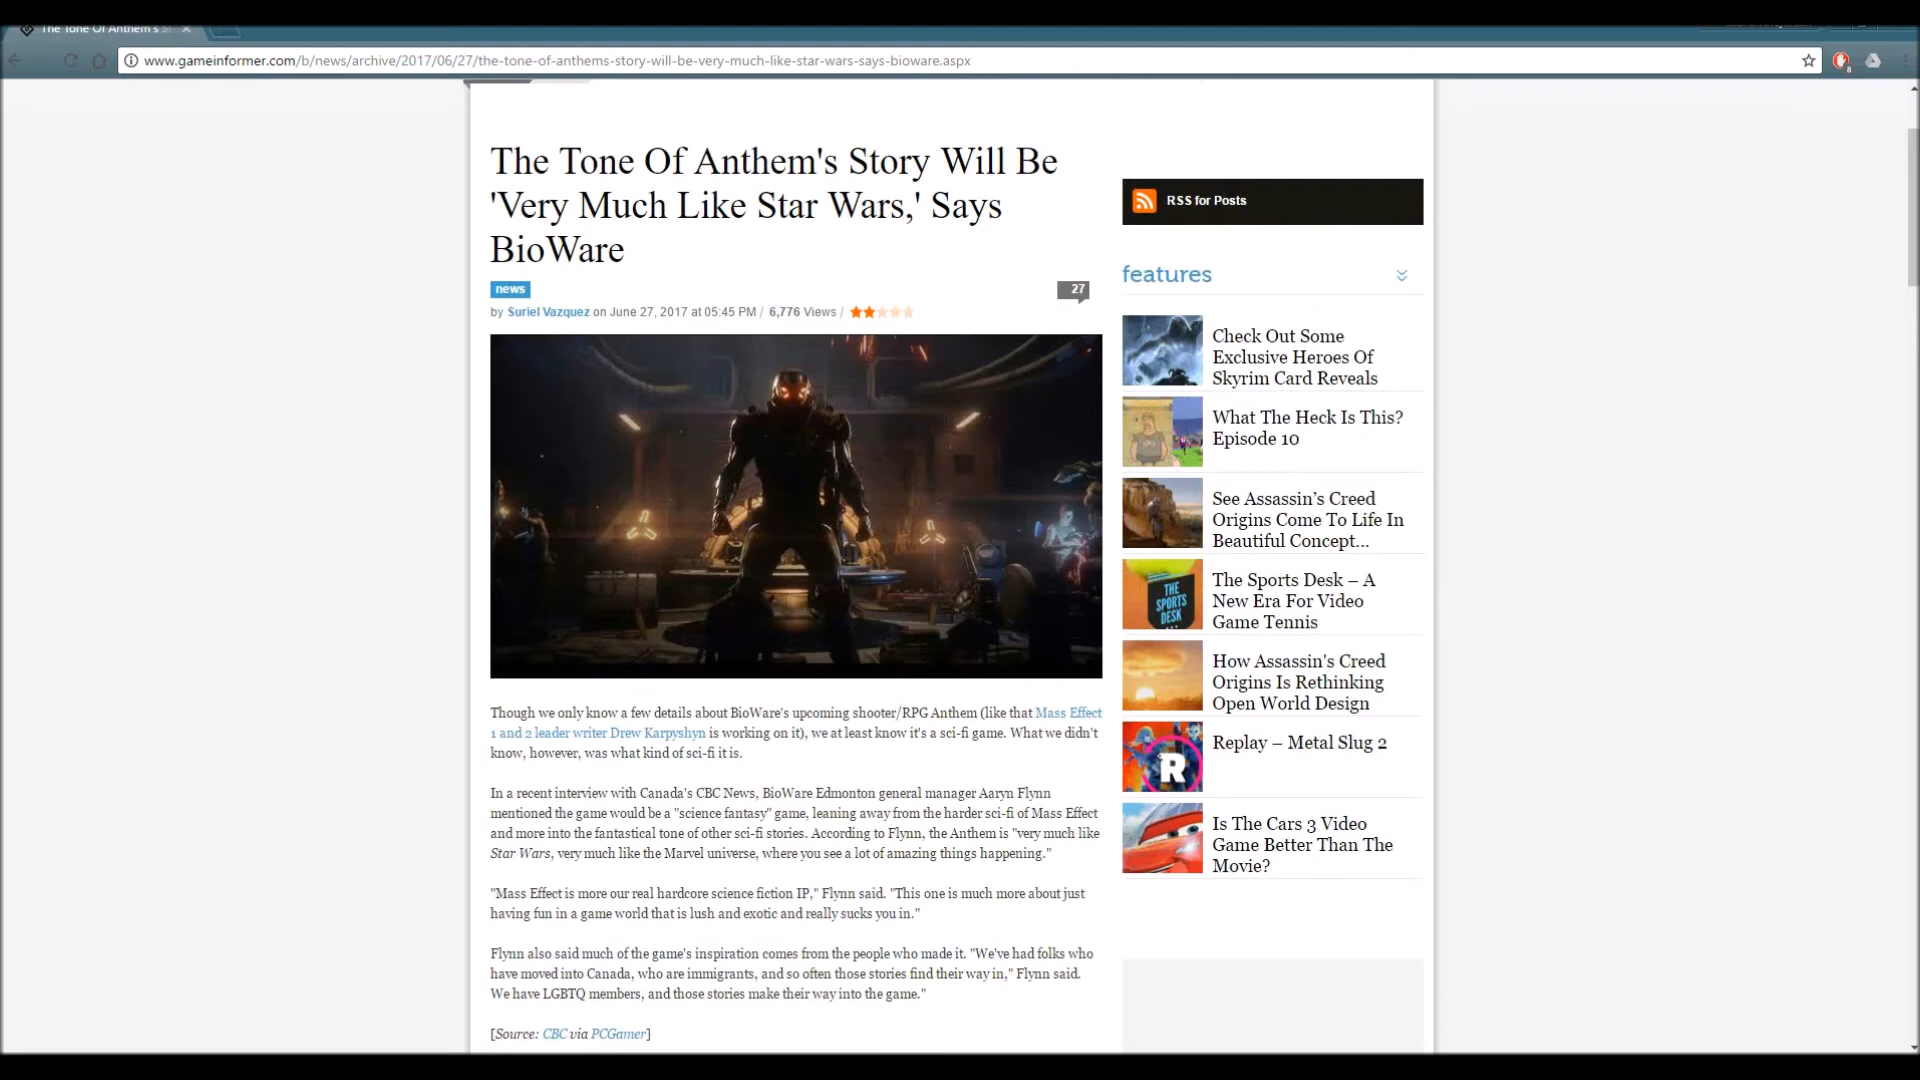 The Tone Of Anthem's S
www.gameinformer.com/b/news/archive/2017/06/27/the-tone-of-anthems-story-will-be-very-much-like-star-wars-says-bioware.aspx
8
The Tone Of Anthem's Story Will Be
'Very Much Like Star Wars,' Says
BioWare
news
27
by Suriel Vazquez on June 27, 2017 at 05:45 PM / 6,776 Views /
Though we only know a few details about BioWare's upcoming shooter/RPG Anthem (like that Mass Effect
1 and 2 leader writer Drew Karpyshyn is working on it), we at least know it's a sci-fi game. What we didn't
know, however, was what kind of sci-fi it is.
In a recent interview with Canada's CBC News, BioWare Edmonton general manager Aaryn Flynn
mentioned the game would be a "science fantasy" game, leaning away from the harder sci-fi of Mass Effect
and more into the fantastical tone of other sci-fi stories. According to Flynn, the Anthem is "very much like
Star Wars, very much like the Marvel universe, where you see a lot of amazing things happening."
"Mass Effect is more our real hardcore science fiction IP," Flynn said. "This one is much more about just
having fun in a game world that is lush and exotic and really sucks you in."
Flynn also said much of the game's inspiration comes from the people who made it. "We've had folks who
have moved into Canada, who are immigrants, and so often those stories find their way in," Flynn said.
We have LGBTQ members, and those stories make their way into the game."
[Source: CBC via PCGamer]
RSS for Posts
features
Check Out Some
Exclusive Heroes Of
Skyrim Card Reveals
What The Heck Is This?
Episode 10
See Assassin's Creed
Origins Come To Life In
Beautiful Concept...
THE
SPORTS
DESK
The Sports Desk – A
New Era For Video
Game Tennis
How Assassin's Creed
Origins Is Rethinking
Open World Design
R
Replay – Metal Slug 2
Is The Cars 3 Video
Game Better Than The
Movie?